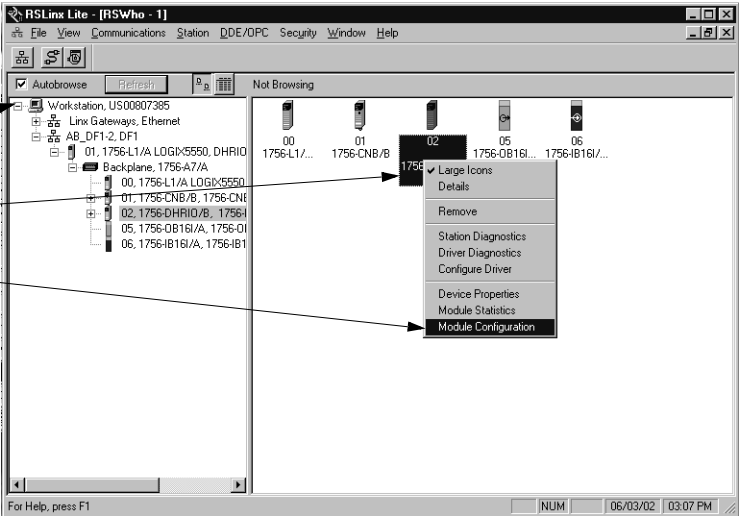 RSLinx Lite - [RSWho - 1]
File View Communications Station DDE/OPC Security Window Help
Autobrowse Refresh Not Browsing
Workstation, US00807385
Linx Gateways, Ethernet
AB_DF1-2, DF1
01, 1756-L1/A LOGIX5550, DHRIO
Backplane, 1756-A7/A
00, 1756-L1/A LOGIX5550
01, 1756-CNB/B, 1756-CNB
02, 1756-DHRIO/B, 1756-
05, 1756-OB16I/A, 1756-OB
06, 1756-IB16I/A, 1756-IB1
00
1756-L1/...
01
1756-CNB/B
02
1756
05
1756-OB16I...
06
1756-IB16I/...
Large Icons
Details
Remove
Station Diagnostics
Driver Diagnostics
Configure Driver
Device Properties
Module Statistics
Module Configuration
For Help, press F1 NUM 06/03/02 03:07 PM